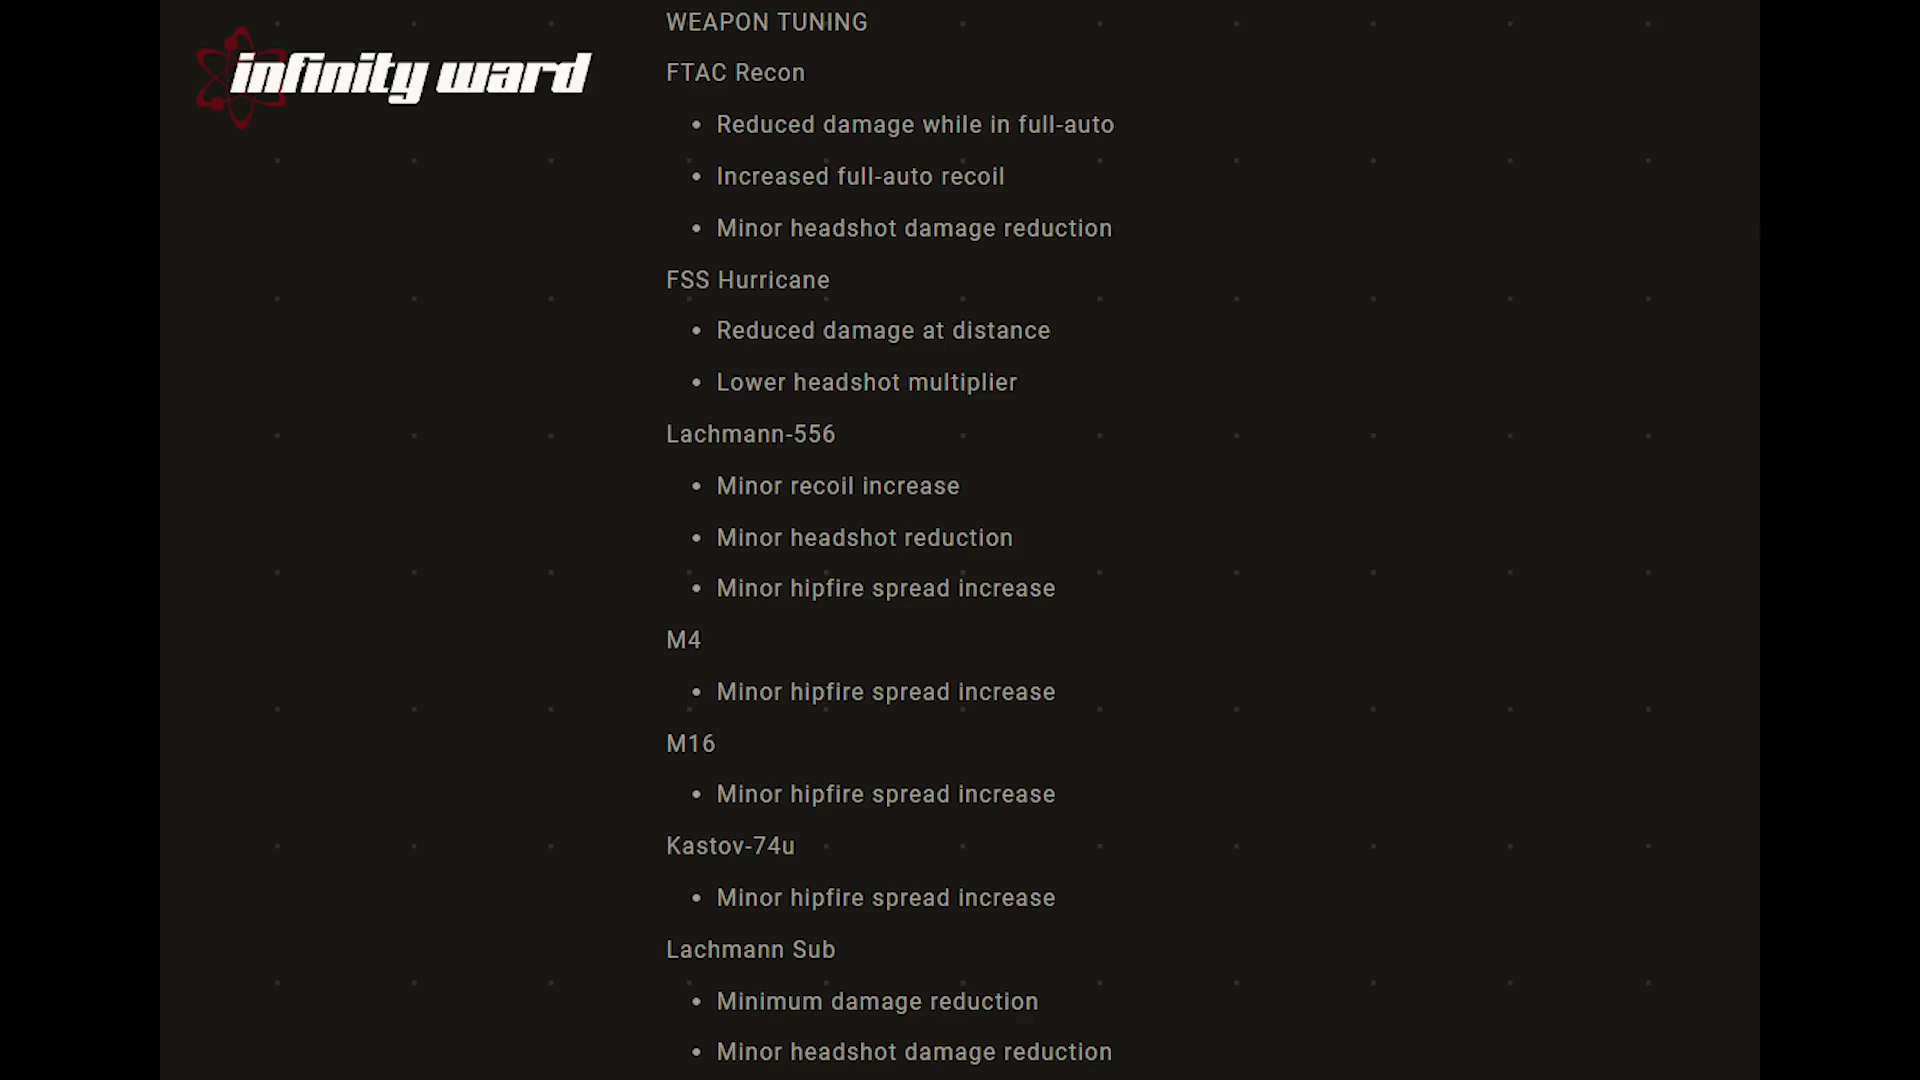 infinity ward
WEAPON TUNING
FTAC Recon
• Reduced damage while in full-auto
• Increased full-auto recoil
• Minor headshot damage reduction
FSS Hurricane
• Reduced damage at distance
• Lower headshot multiplier
Lachmann-556
• Minor recoil increase
• Minor headshot reduction
• Minor hipfire spread increase
M4
• Minor hipfire spread increase
M16
• Minor hipfire spread increase
Kastov-74u
• Minor hipfire spread increase
Lachmann Sub
• Minimum damage reduction
• Minor headshot damage reduction